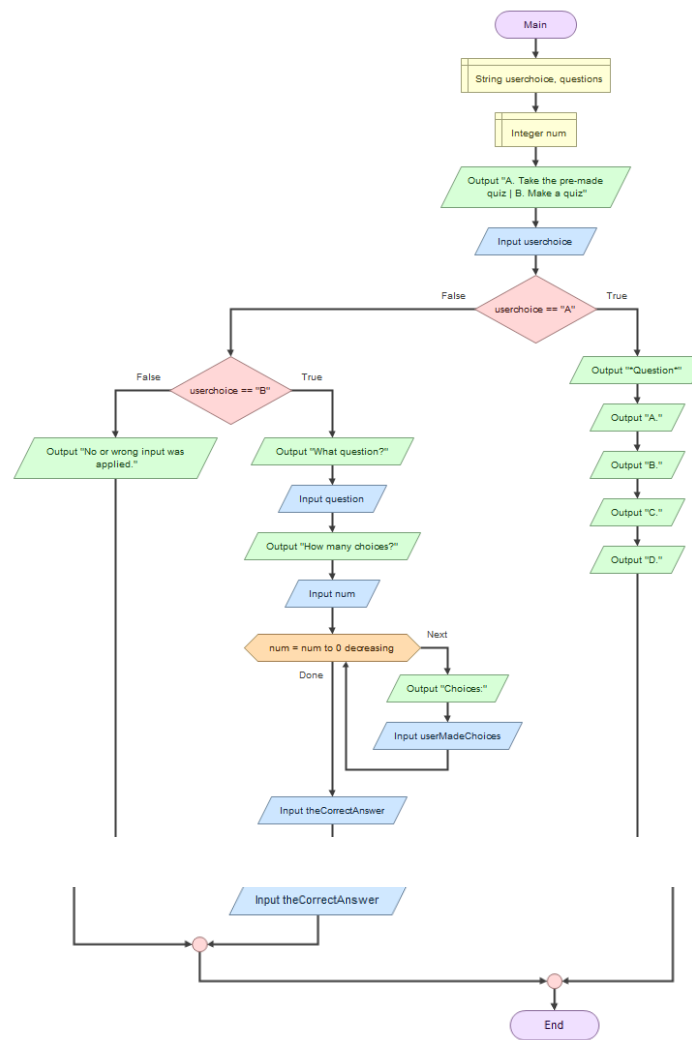 Main
String userchoice, questions
Integer num
Output "A. Take the pre-made
quiz | B. Make a quiz"
Input userchoice
False
True
userchoice == "A"
False
True
userchoice == "B"
Output "*Question*"
Output "A."
Output "No or wrong input was
applied."
Output "What question?"
Output "B."
Input question
Output "C."
Output "How many choices?"
Output "D."
Input num
Next
num = num to 0 decreasing
Done
Output "Choices:"
Input userMadeChoices
Input theCorrectAnswer
Input theCorrectAnswer
End